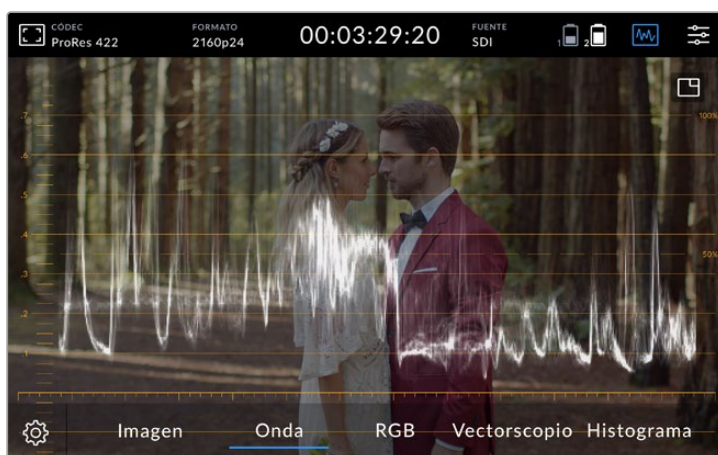 CÓDEC
ProRes 422
FORMATO
2160p24
00:03:29:20
FUENTE
SDI
1
2
.7
100%
.6
.5
.4
50%
.3
.2
.1
Imagen
Onda
RGB
Vectorscopio
Histograma